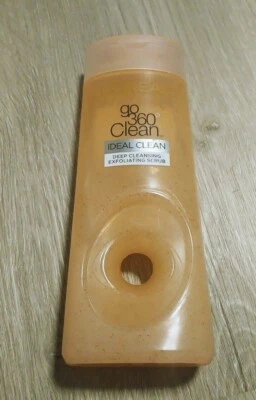 go
360
Clean
IDEAL CLEAN
DEEP CLEANSING
EXFOLIATING SCRUB